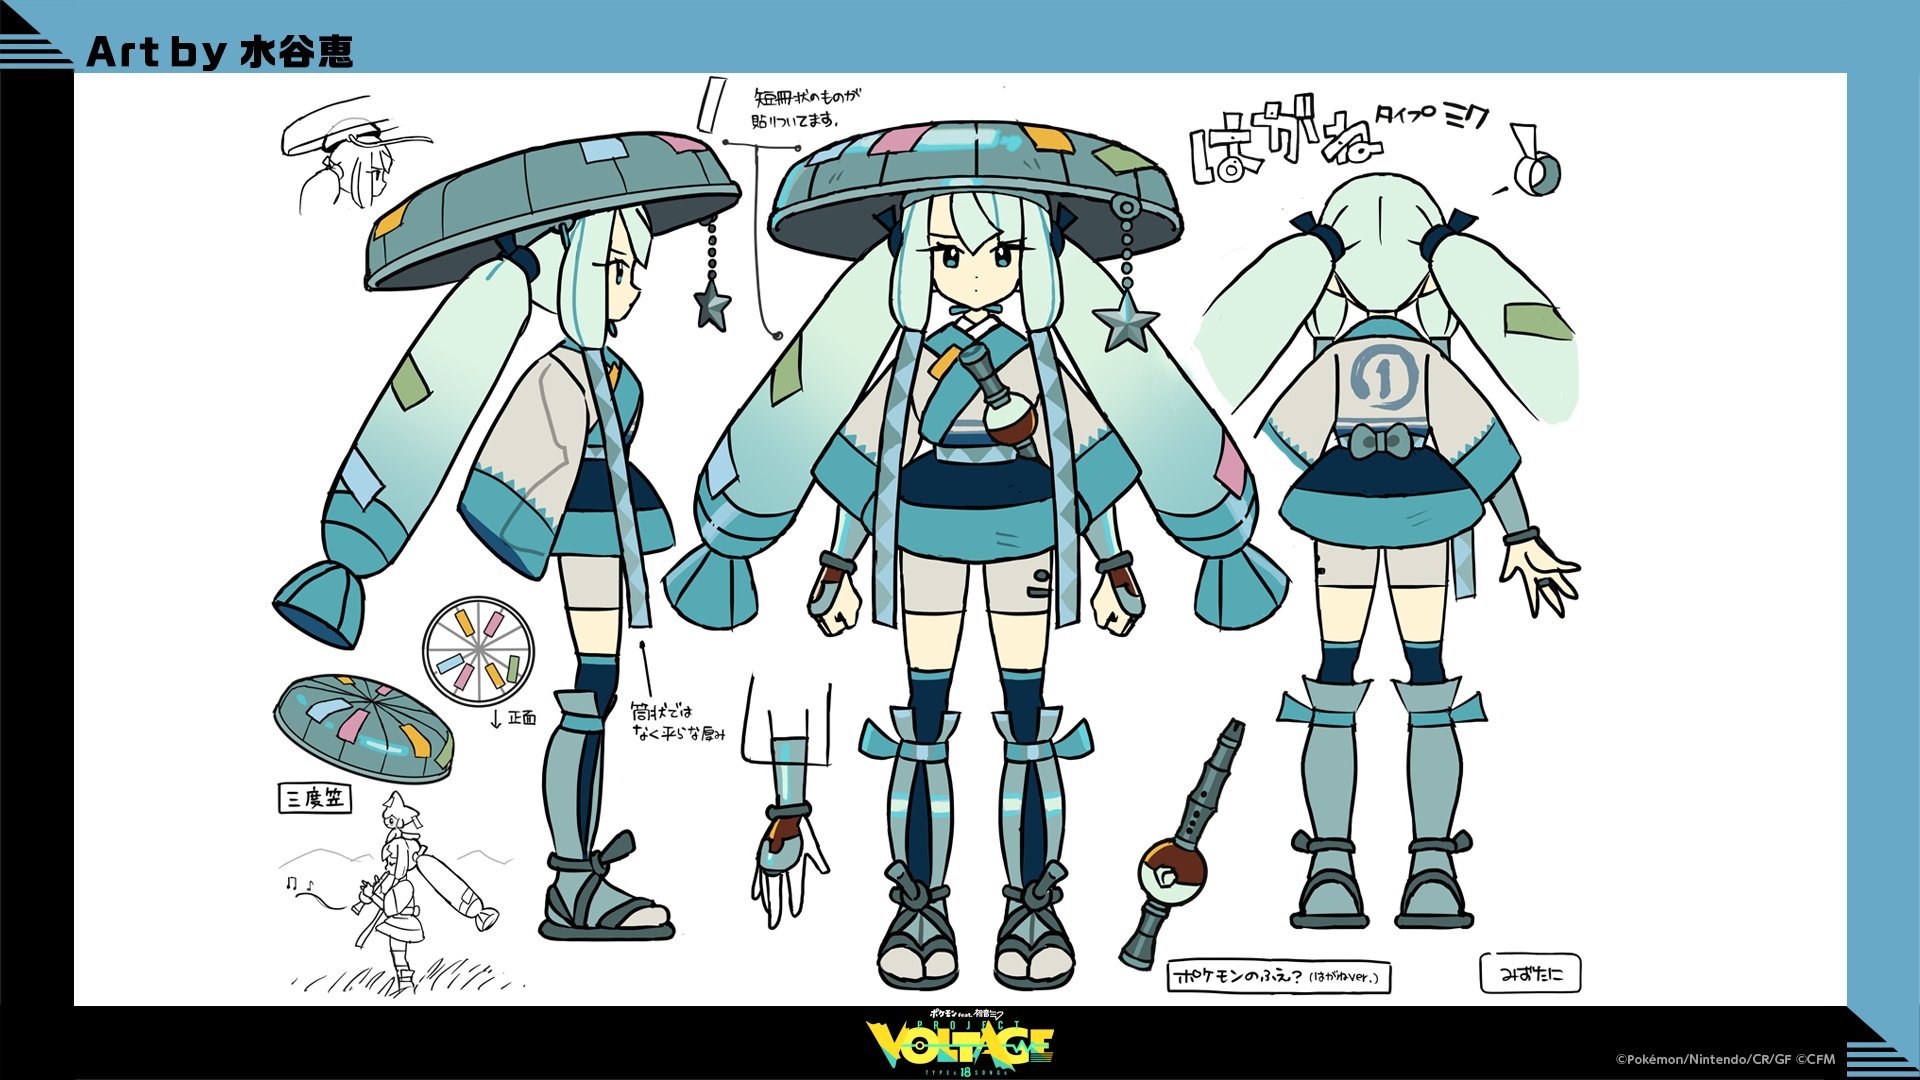 Art by 水谷恵
短冊状のものが
貼りついてます。
はがねタイプ ミク
①
↓正面
筒状では
なく平らな厚み
三度笠
ポケモンのふえ?(はがねver.)
みずたに
ポケモン feat. 初音ミク
PROJECT
VOLTAGE
TYPES 18 SONGS
©Pokémon/Nintendo/CR/GF ©CFM